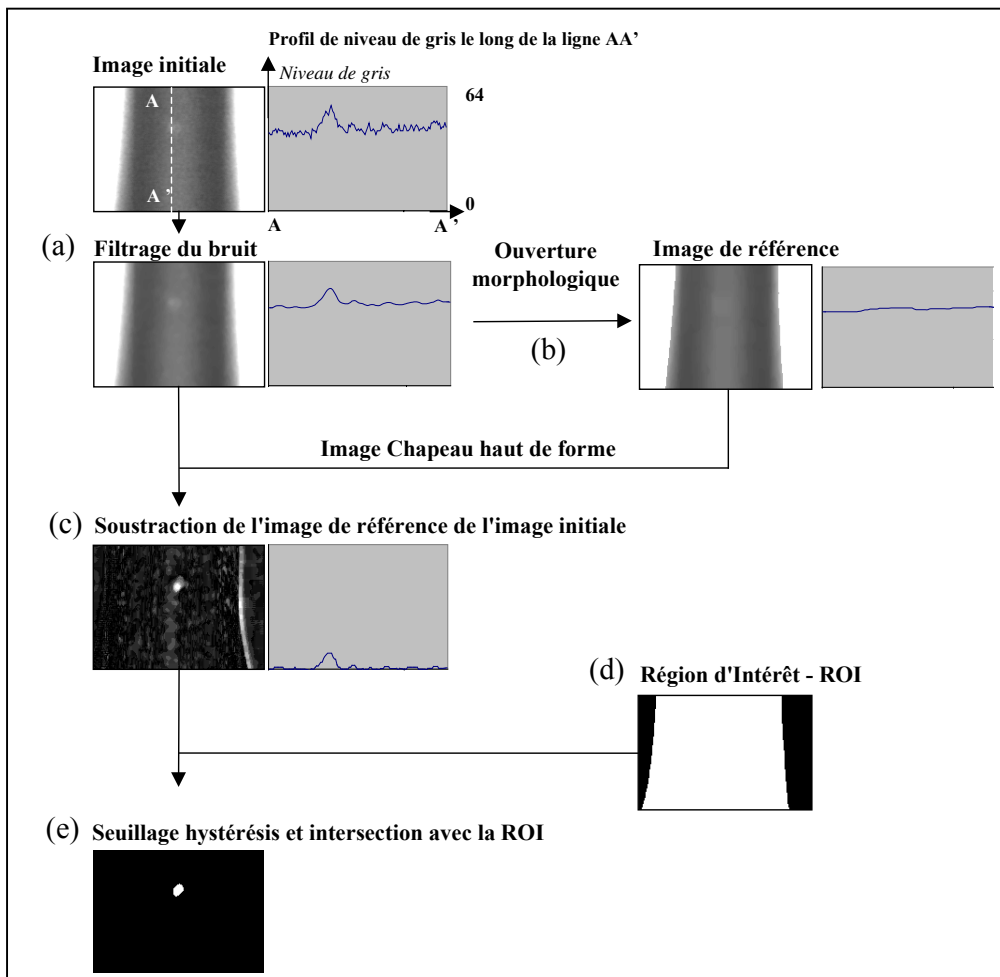 Profil de niveau de gris le long de la ligne AA’
Image initiale
Niveau de gris
64
A
A’
0
A
A’
(a) Filtrage du bruit
Ouverture
morphologique
Image de référence
(b)
Image Chapeau haut de forme
(c) Soustraction de l'image de référence de l'image initiale
(d) Région d'Intérêt - ROI
(e) Seuillage hystérésis et intersection avec la ROI